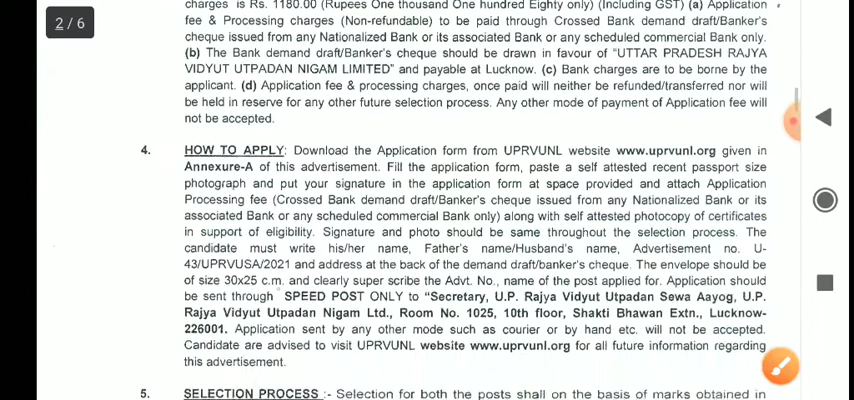 charges is Rs. 1180.00 (Rupees One thousand One hundred Eighty only) (Including GST) (a) Application
2/6
fee & Processing charges (Non-refundable) to be paid through Crossed Bank demand draft/Banker's
cheque issued from any Nationalized Bank or its associated Bank or any scheduled commercial Bank only.
(b) The Bank demand draft/Banker's cheque should be drawn in favour of "UTTAR PRADESH RAJYA
VIDYUT UTPADAN NIGAM LIMITED" and payable at Lucknow. (c) Bank charges are to be borne by the
applicant. (d) Application fee & processing charges, once paid will neither be refunded/transferred nor will
be held in reserve for any other future selection process. Any other mode of payment of Application fee will
not be accepted.
4. HOW TO APPLY: Download the Application form from UPRVUNL website www.uprvunl.org given in
Annexure-A of this advertisement. Fill the application form, paste a self attested recent passport size
photograph and put your signature in the application form at space provided and attach Application
Processing fee (Crossed Bank demand draft/Banker's cheque issued from any Nationalized Bank or its
associated Bank or any scheduled commercial Bank only) along with self attested photocopy of certificates
in support of eligibility. Signature and photo should be same throughout the selection process. The
candidate must write his/her name, Father's name/Husband's name, Advertisement no. U-
43/UPRVUSA/2021 and address at the back of the demand draft/banker's cheque. The envelope should be
of size 30x25 c.m. and clearly super scribe the Advt. No., name of the post applied for. Application should
be sent through SPEED POST ONLY to "Secretary, U.P. Rajya Vidyut Utpadan Sewa Aayog, U.P.
Rajya Vidyut Utpadan Nigam Ltd., Room No. 1025, 10th floor, Shakti Bhawan Extn., Lucknow-
226001. Application sent by any other mode such as courier or by hand etc. will not be accepted.
Candidate are advised to visit UPRVUNL website www.uprvunl.org for all future information regarding
this advertisement.
5. SELECTION PROCESS :- Selection for both the posts shall on the basis of marks obtained in